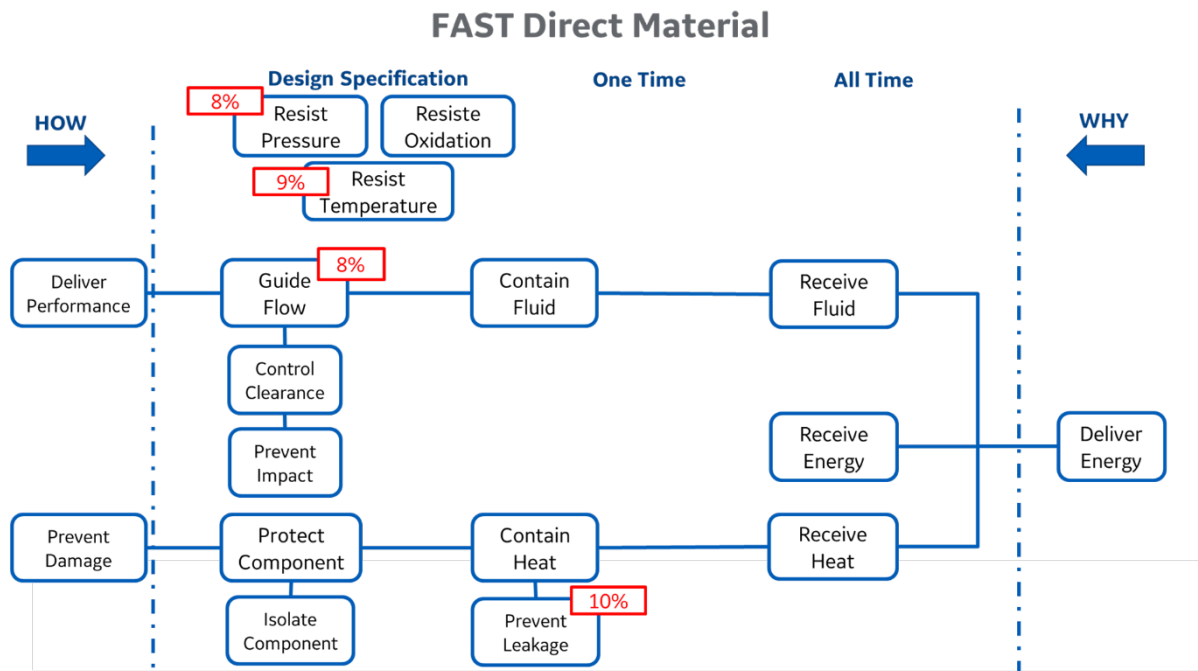 FAST Direct Material
Design Specification
One Time
All Time
HOW
WHY
8%
Resist
Pressure
Resiste
Oxidation
9%
Resist
Temperature
Deliver
Performance
Guide
Flow
8%
Contain
Fluid
Receive
Fluid
Control
Clearance
Prevent
Impact
Receive
Energy
Deliver
Energy
Prevent
Damage
Protect
Component
Contain
Heat
Receive
Heat
Isolate
Component
Prevent
Leakage
10%